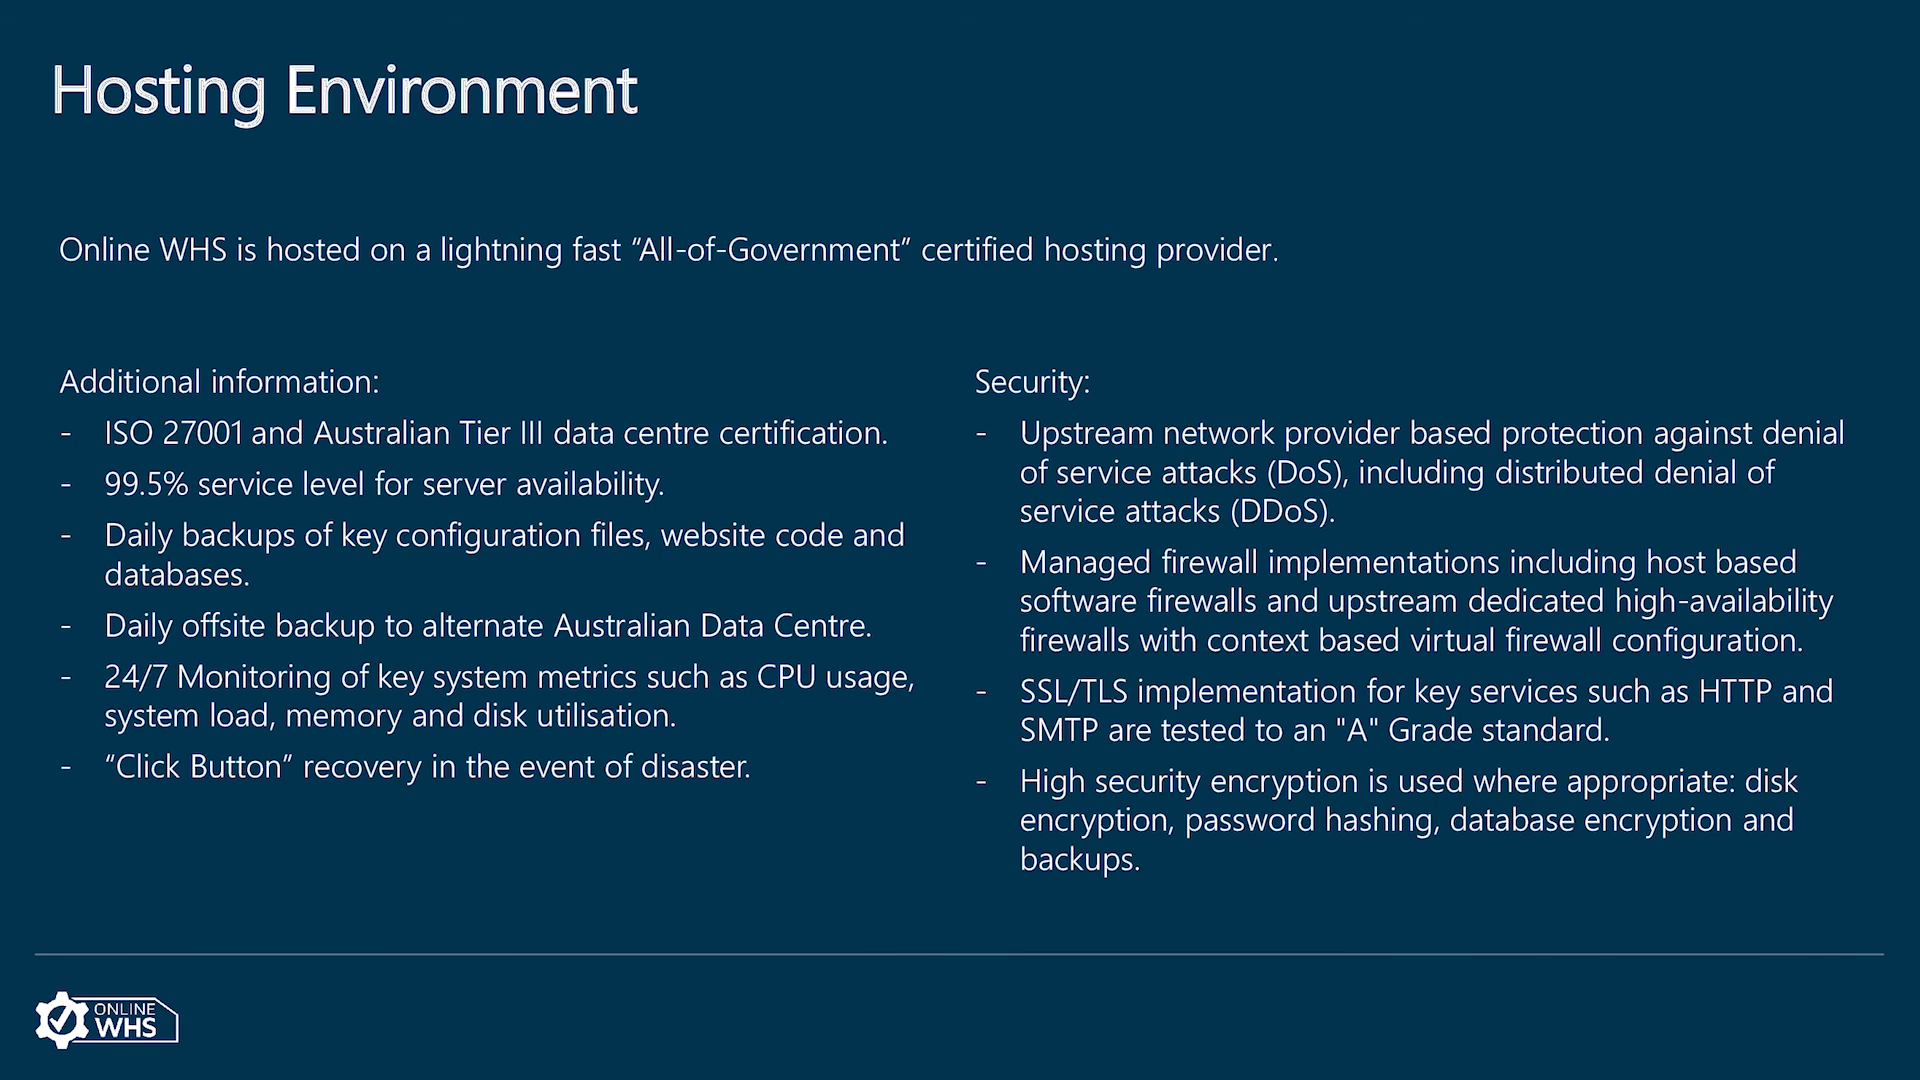 Hosting Environment
Online WHS is hosted on a lightning fast “All-of-Government” certified hosting provider.
Additional information:
- ISO 27001 and Australian Tier III data centre certification.
- 99.5% service level for server availability.
- Daily backups of key configuration files, website code and
databases.
- Daily offsite backup to alternate Australian Data Centre.
- 24/7 Monitoring of key system metrics such as CPU usage,
system load, memory and disk utilisation.
- “Click Button” recovery in the event of disaster.
Security:
- Upstream network provider based protection against denial
of service attacks (DoS), including distributed denial of
service attacks (DDoS).
- Managed firewall implementations including host based
software firewalls and upstream dedicated high-availability
firewalls with context based virtual firewall configuration.
- SSL/TLS implementation for key services such as HTTP and
SMTP are tested to an "A" Grade standard.
- High security encryption is used where appropriate: disk
encryption, password hashing, database encryption and
backups.
ONLINE
WHS